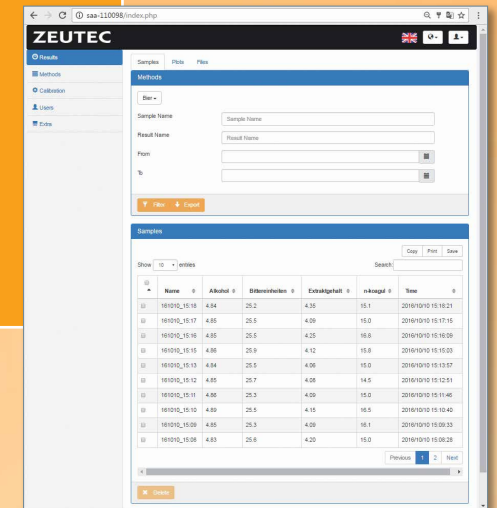 saa-110098/index.php
ZEUTEC
Results
Methods
Calibration
Users
Extra
Samples Plots Files
Methods
Bier
Sample Name Sample Name
Result Name Result Name
From
To
Filter Export
Samples
Copy Print Save
Show 10 entries Search:
Name Alkohol Bittereinheiten Extraktgehalt n-koagul Time
161010_15:18 4.84 25.2 4.35 15.1 2016/10/10 15:18:21
161010_15:17 4.85 25.5 4.09 15.0 2016/10/10 15:17:15
161010_15:16 4.85 25.5 4.25 16.8 2016/10/10 15:16:09
161010_15:15 4.86 25.9 4.12 15.8 2016/10/10 15:15:03
161010_15:13 4.84 25.5 4.06 15.0 2016/10/10 15:13:57
161010_15:12 4.85 25.7 4.08 14.5 2016/10/10 15:12:51
161010_15:11 4.86 25.3 4.09 15.0 2016/10/10 15:11:46
161010_15:10 4.89 25.5 4.15 16.5 2016/10/10 15:10:40
161010_15:09 4.85 25.3 4.09 16.1 2016/10/10 15:09:33
161010_15:08 4.83 25.6 4.20 15.0 2016/10/10 15:08:28
Previous 1 2 Next
Delete